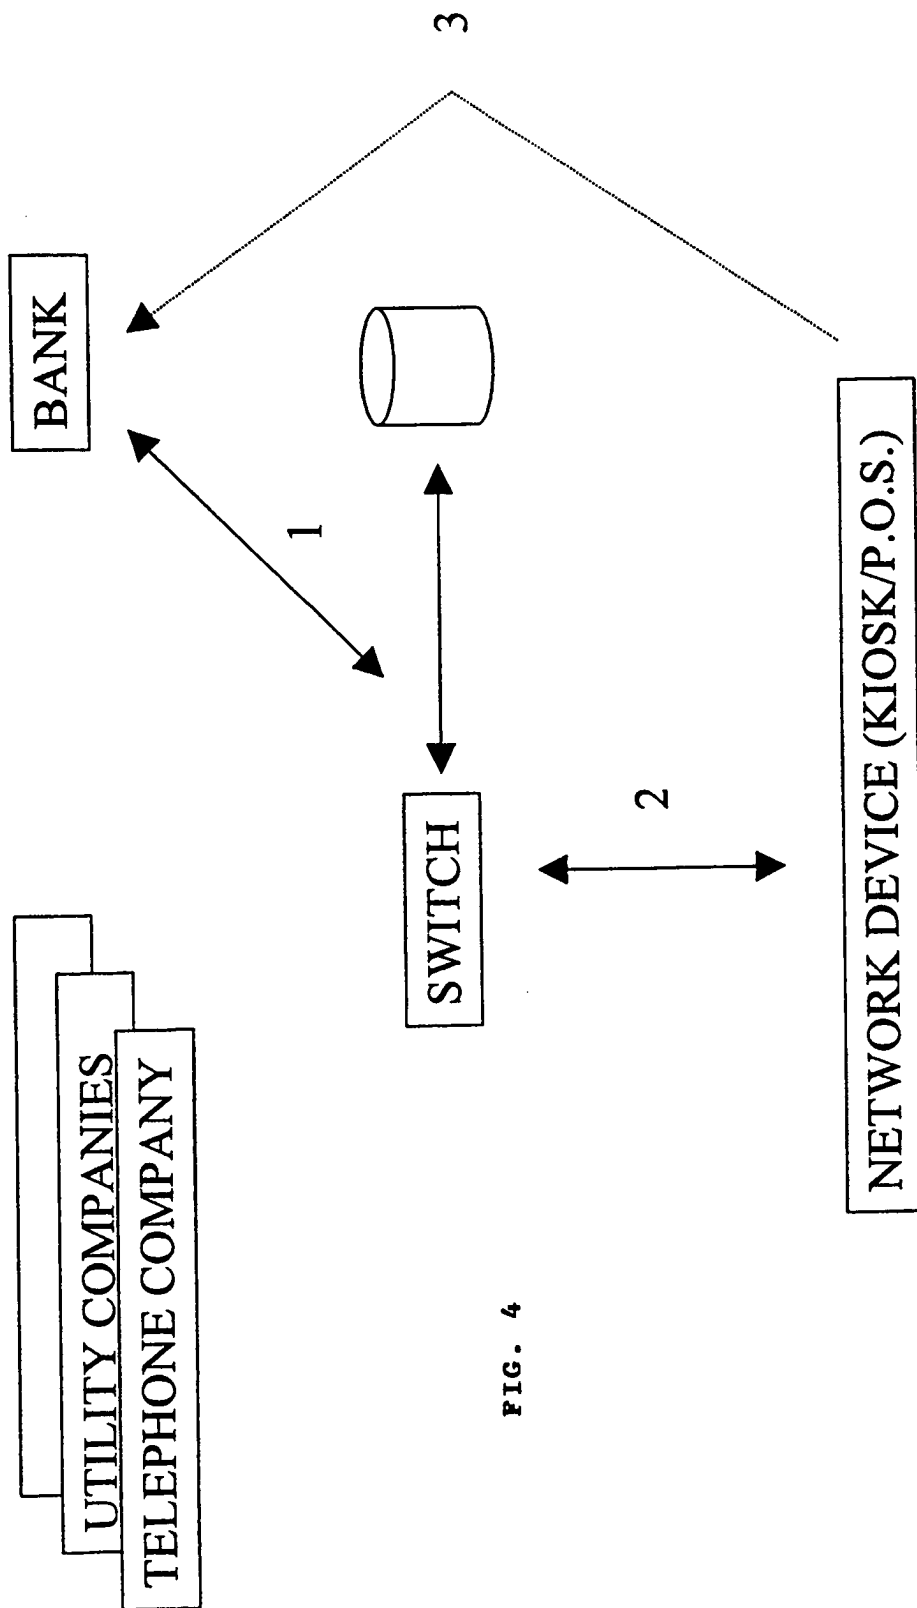 UTILITY COMPANIES
TELEPHONE COMPANY
BANK
1
3
SWITCH
2
NETWORK DEVICE (KIOSK/P.O.S.)
FIG. 4